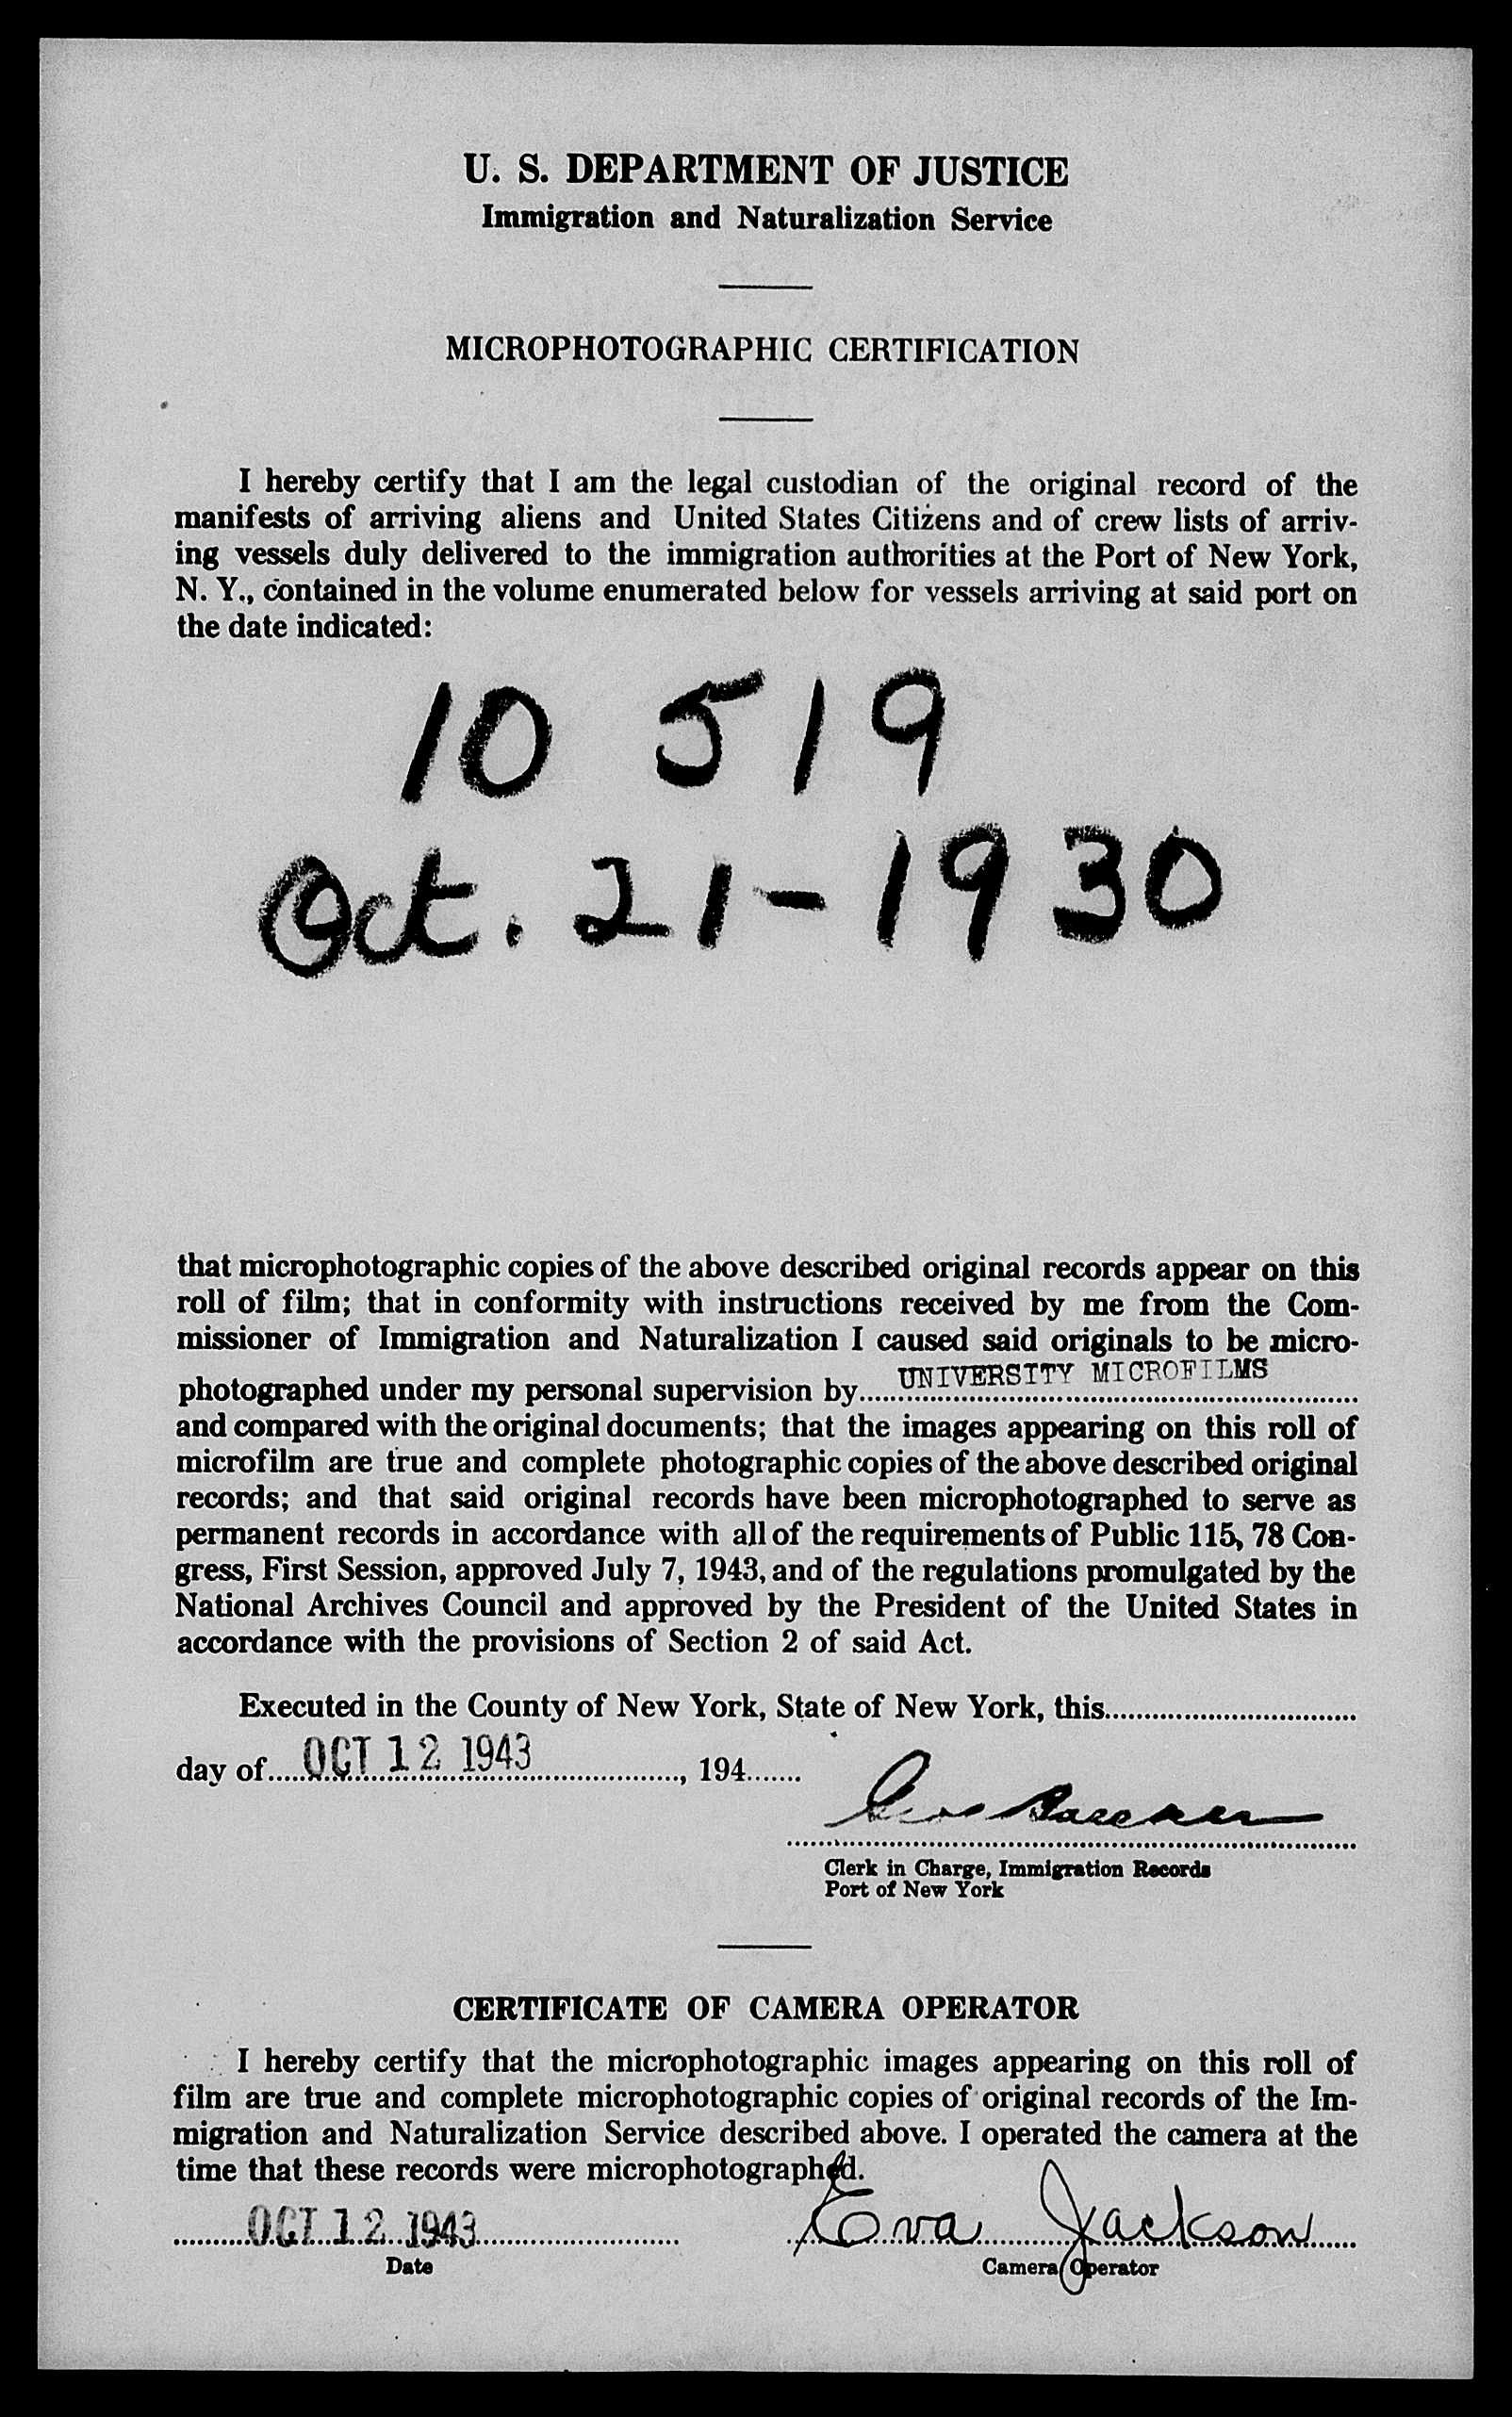 U. S. DEPARTMENT OF JUSTICE
Immigration and Naturalization Service
MICROPHOTOGRAPHIC CERTIFICATION
I hereby certify that I am the legal custodian of the original record of the
manifests of arriving aliens and United States Citizens and of crew lists of arriv-
ing vessels duly delivered to the immigration authorities at the Port of New York,
N. Y., contained in the volume enumerated below for vessels arriving at said port on
the date indicated:
10 519
Oct. 21-1930
that microphotographic copies of the above described original records appear on this
roll of film; that in conformity with instructions received by me from the Com-
missioner of Immigration and Naturalization I caused said originals to be micro-
photographed under my personal supervision by UNIVERSITY MICROFILMS
and compared with the original documents; that the images appearing on this roll of
microfilm are true and complete photographic copies of the above described original
records; and that said original records have been microphotographed to serve as
permanent records in accordance with all of the requirements of Public 115, 78 Con-
gress, First Session, approved July 7, 1943, and of the regulations promulgated by the
National Archives Council and approved by the President of the United States in
accordance with the provisions of Section 2 of said Act.
Executed in the County of New York, State of New York, this
day of OCT 12 1943, 194
Clerk in Charge, Immigration Records
Port of New York
CERTIFICATE OF CAMERA OPERATOR
I hereby certify that the microphotographic images appearing on this roll of
film are true and complete microphotographic copies of original records of the Im-
migration and Naturalization Service described above. I operated the camera at the
time that these records were microphotographed.
OCT 12 1943 Eva Jackson
Date Camera Operator